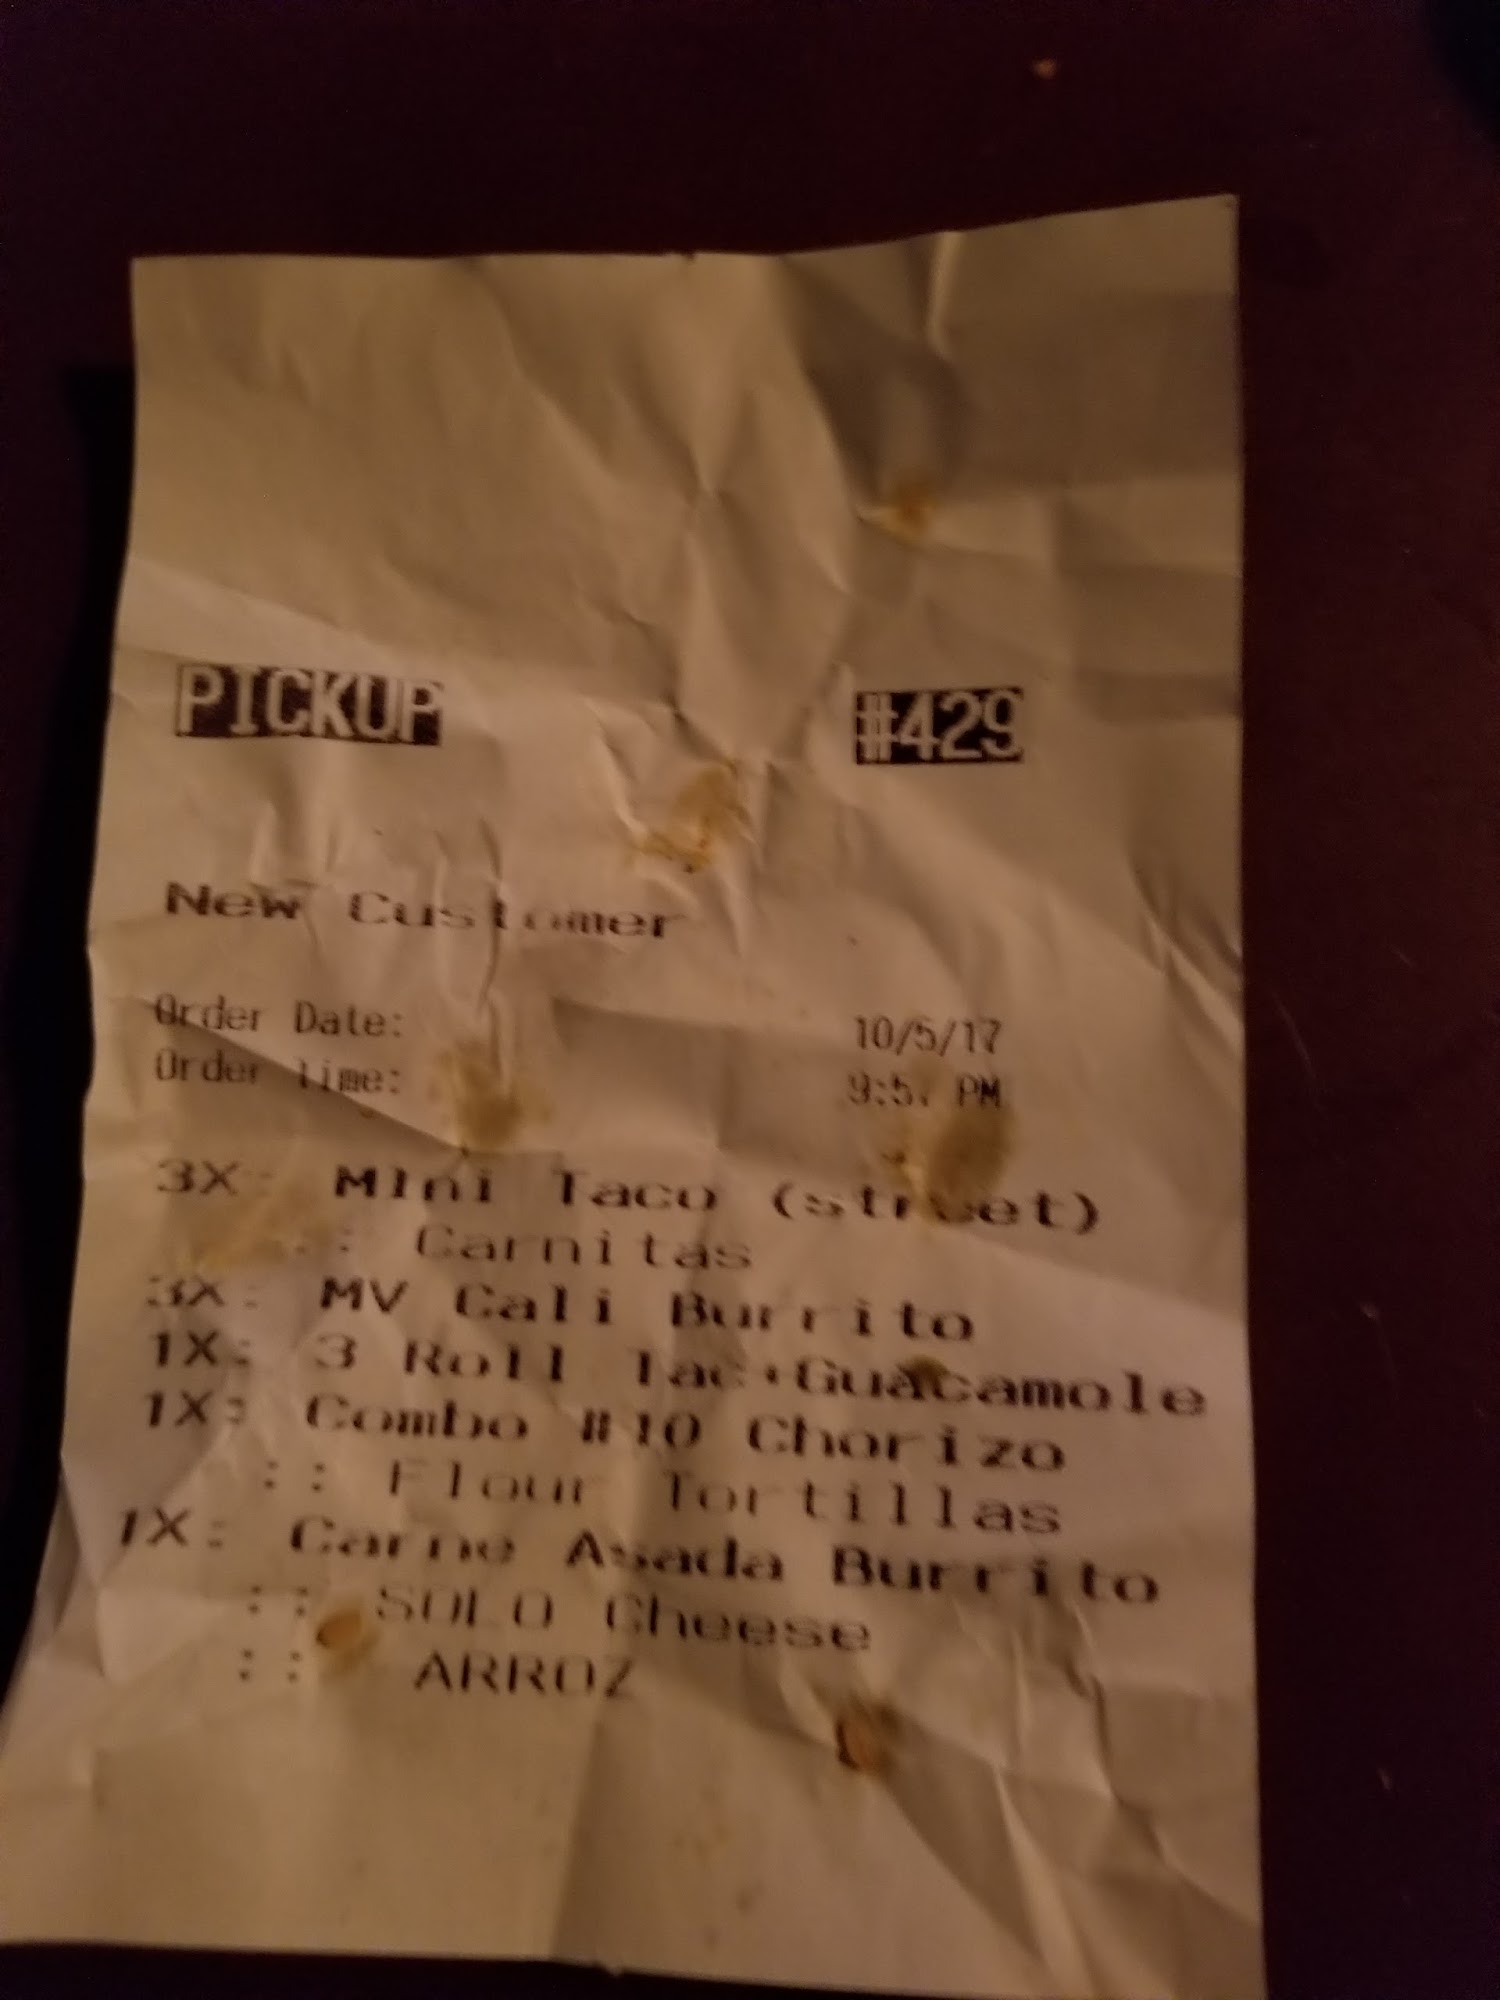 PICKUP #429
New Customer
Order Date: 10/5/17
Order Time: PM
3X: Mini Taco (street)
:: Carnitas
3X: MV Cali Burrito
1X: 3 Roll Tac+Guacamole
1X: Combo #10 Chorizo
:: Flour Tortillas
1X: Carne Asada Burrito
:: SOLO Cheese
:: ARROZ